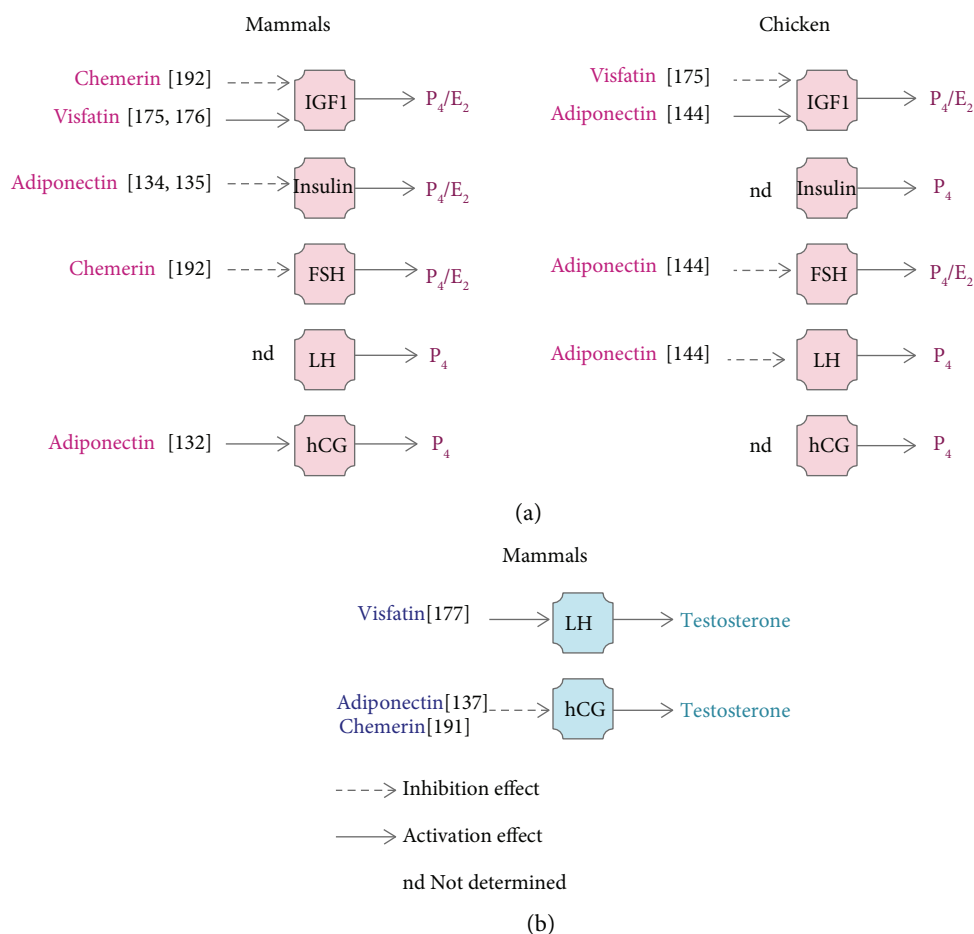 Mammals
Chemerin [192]
Visfatin [175, 176]
IGF1
P4/E2
Adiponectin [134, 135]
Insulin
P4/E2
Chemerin [192]
FSH
P4/E2
nd
LH
P4
Adiponectin [132]
hCG
P4
Chicken
Visfatin [175]
Adiponectin [144]
IGF1
P4/E2
nd
Insulin
P4
Adiponectin [144]
FSH
P4/E2
Adiponectin [144]
LH
P4
nd
hCG
P4
(a)
Mammals
Visfatin[177]
LH
Testosterone
Adiponectin[137]
Chemerin[191]
hCG
Testosterone
Inhibition effect
Activation effect
nd Not determined
(b)